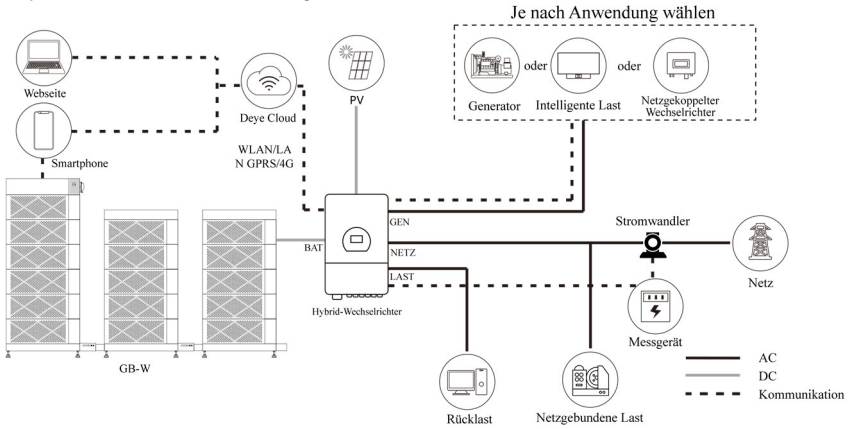 Je nach Anwendung wählen
oder
oder
Generator
Intelligente Last
Netzgekoppelter
Wechselrichter
Webseite
Deye Cloud
PV
Smartphone
WLAN/LA
N GPRS/4G
GEN
BAT
NETZ
LAST
Stromwandler
Netz
Hybrid-Wechselrichter
Messgerät
GB-W
AC
DC
Kommunikation
Rücklast
Netzgebundene Last